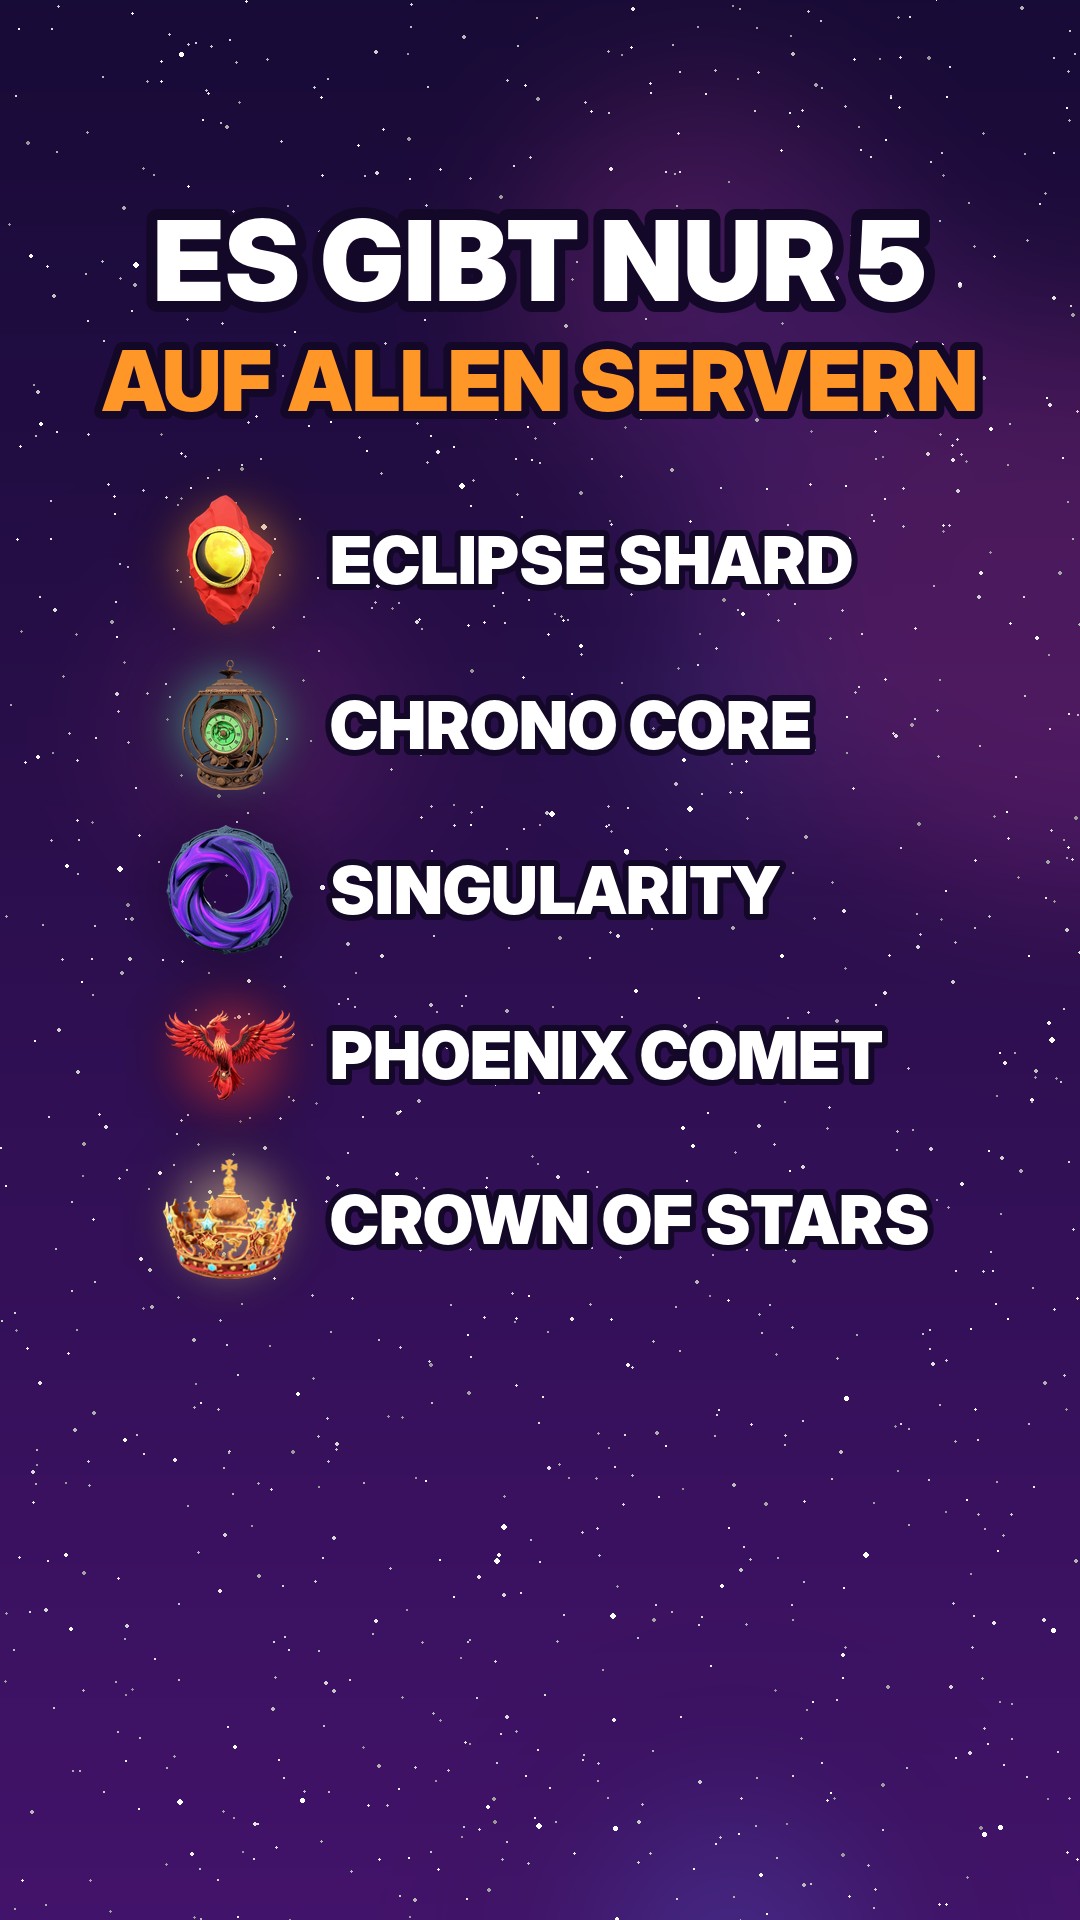 ES GIBT NUR 5
AUF ALLEN SERVERN
ECLIPSE SHARD
CHRONO CORE
SINGULARITY
PHOENIX COMET
CROWN OF STARS